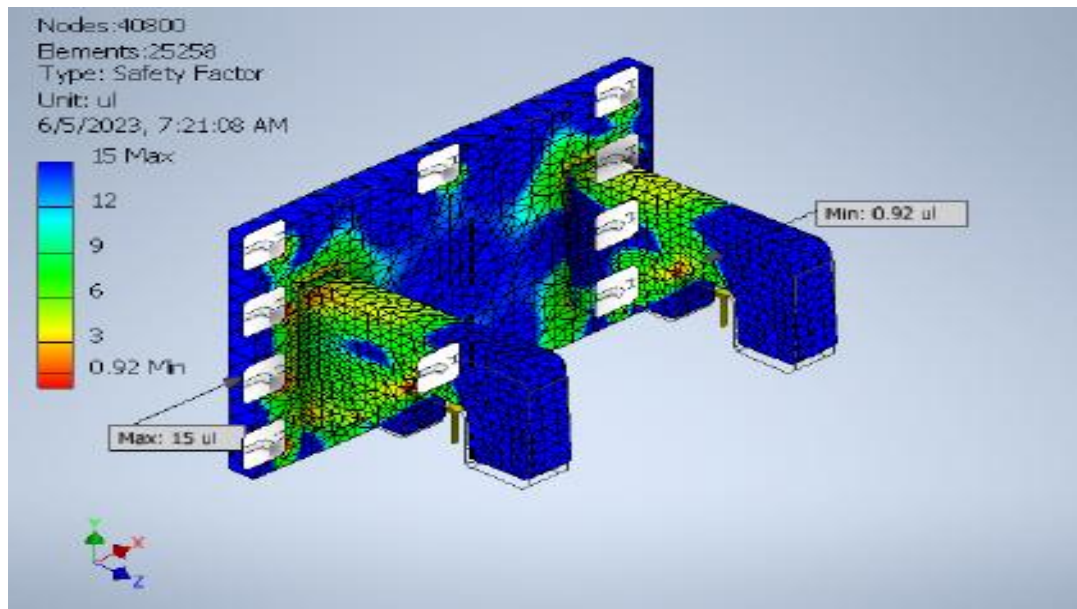 Nodes:40800
Elements:25258
Type: Safety Factor
Unit: ul
6/5/2023, 7:21:08 AM
15 Max
12
9
6
3
0.92 Min
Min: 0.92 ul
Max: 15 ul
Y
X
Z